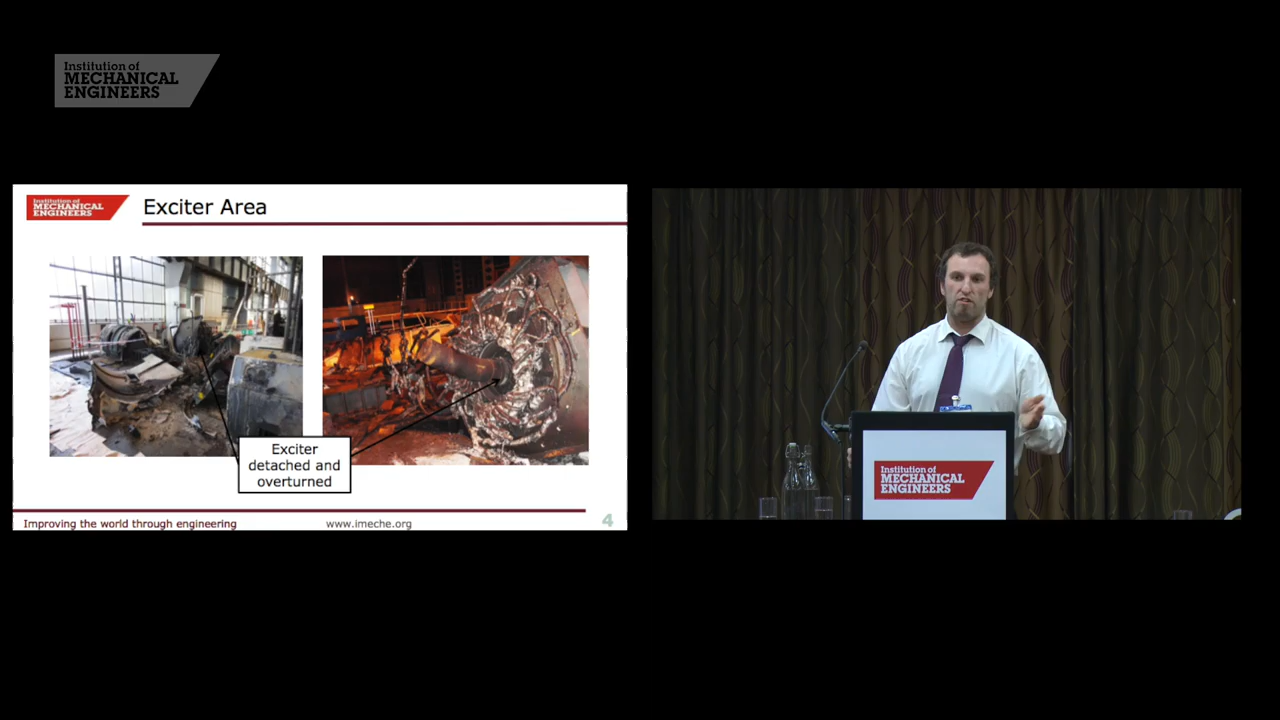 Institution of
MECHANICAL
ENGINEERS
Institution of
MECHANICAL
ENGINEERS
Exciter Area
Exciter
detached and
overturned
Improving the world through engineering
www.imeche.org
4
Institution of
MECHANICAL
ENGINEERS